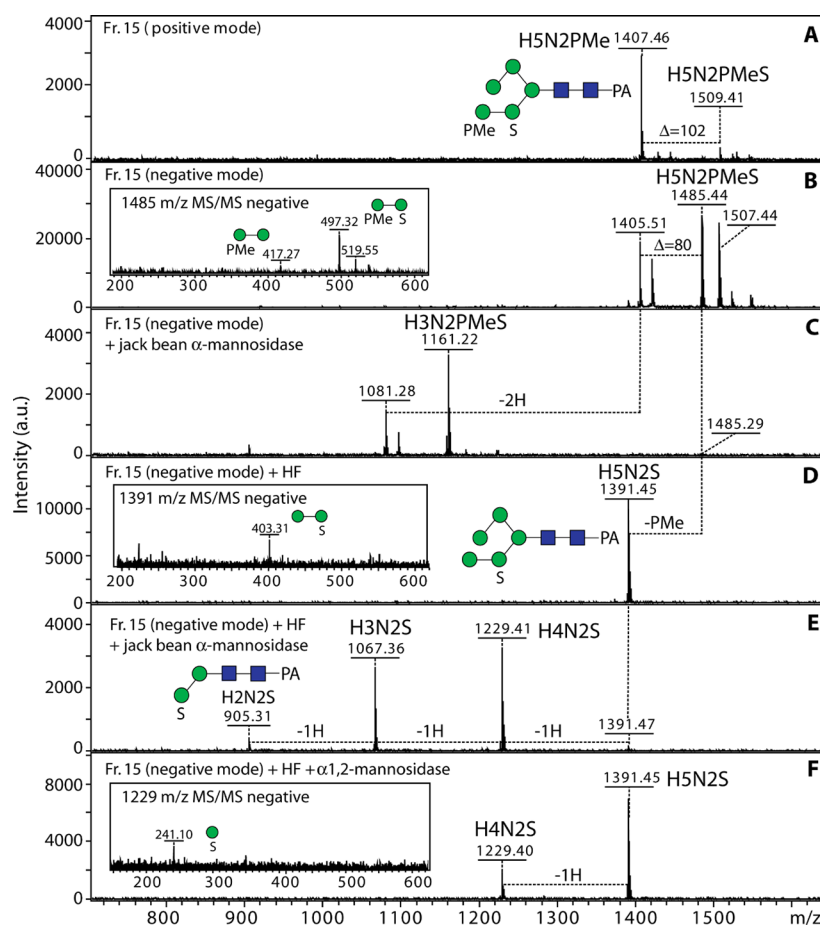 Intensity (a.u.)
4000
2000
0
Fr. 15 ( positive mode)
A
H5N2PMe
1407.46
H5N2PMeS
1509.41
Δ=102
PA
PMe S
40000
20000
0
Fr. 15 (negative mode)
B
1485 m/z MS/MS negative
PMe
417.27
497.32
519.55
PMe S
200 300 400 500 600
H5N2PMeS
1485.44
1405.51
1507.44
Δ=80
4000
2000
0
Fr. 15 (negative mode)
+ jack bean α-mannosidase
C
H3N2PMeS
1161.22
1081.28
-2H
1485.29
10000
5000
0
Fr. 15 (negative mode) + HF
D
1391 m/z MS/MS negative
403.31
S
200 300 400 500 600
H5N2S
1391.45
-PMe
PA
S
4000
2000
0
Fr. 15 (negative mode) + HF
+ jack bean α-mannosidase
E
PA
S
H2N2S
905.31
H3N2S
1067.36
1229.41
H4N2S
1391.47
-1H
-1H
-1H
8000
4000
0
Fr. 15 (negative mode) + HF +α1,2-mannosidase
F
1229 m/z MS/MS negative
241.10
S
200 300 400 500 600
H4N2S
1229.40
1391.45
H5N2S
-1H
800 900 1000 1100 1200 1300 1400 1500 m/z